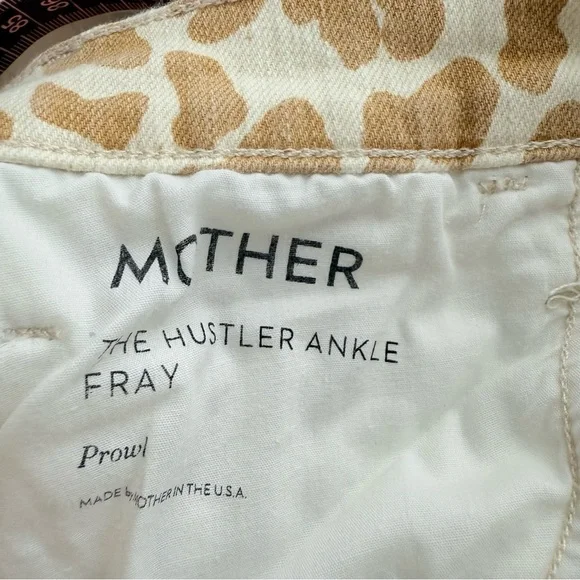 MOTHER
THE HUSTLER ANKLE
FRAY
Prowl
MADE by MOTHER IN THE U.S.A.